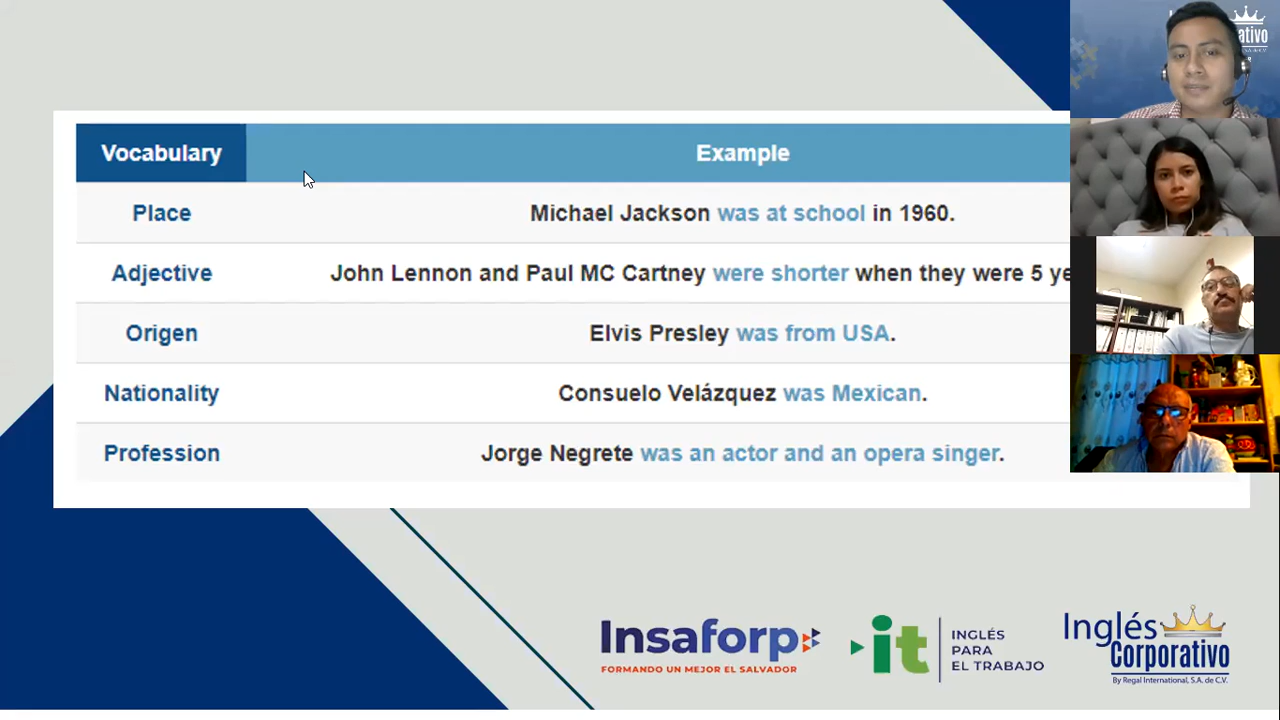 Vocabulary Example
Place Michael Jackson was at school in 1960.
Adjective John Lennon and Paul MC Cartney were shorter when they were 5
Origen Elvis Presley was from USA.
Nationality Consuelo Velázquez was Mexican.
Profession Jorge Negrete was an actor and an opera singer.
Insaforp
FORMANDO UN MEJOR EL SALVADOR
it
INGLÉS
PARA
EL TRABAJO
Inglés
Corporativo
By Regal International, S.A. de C.V.